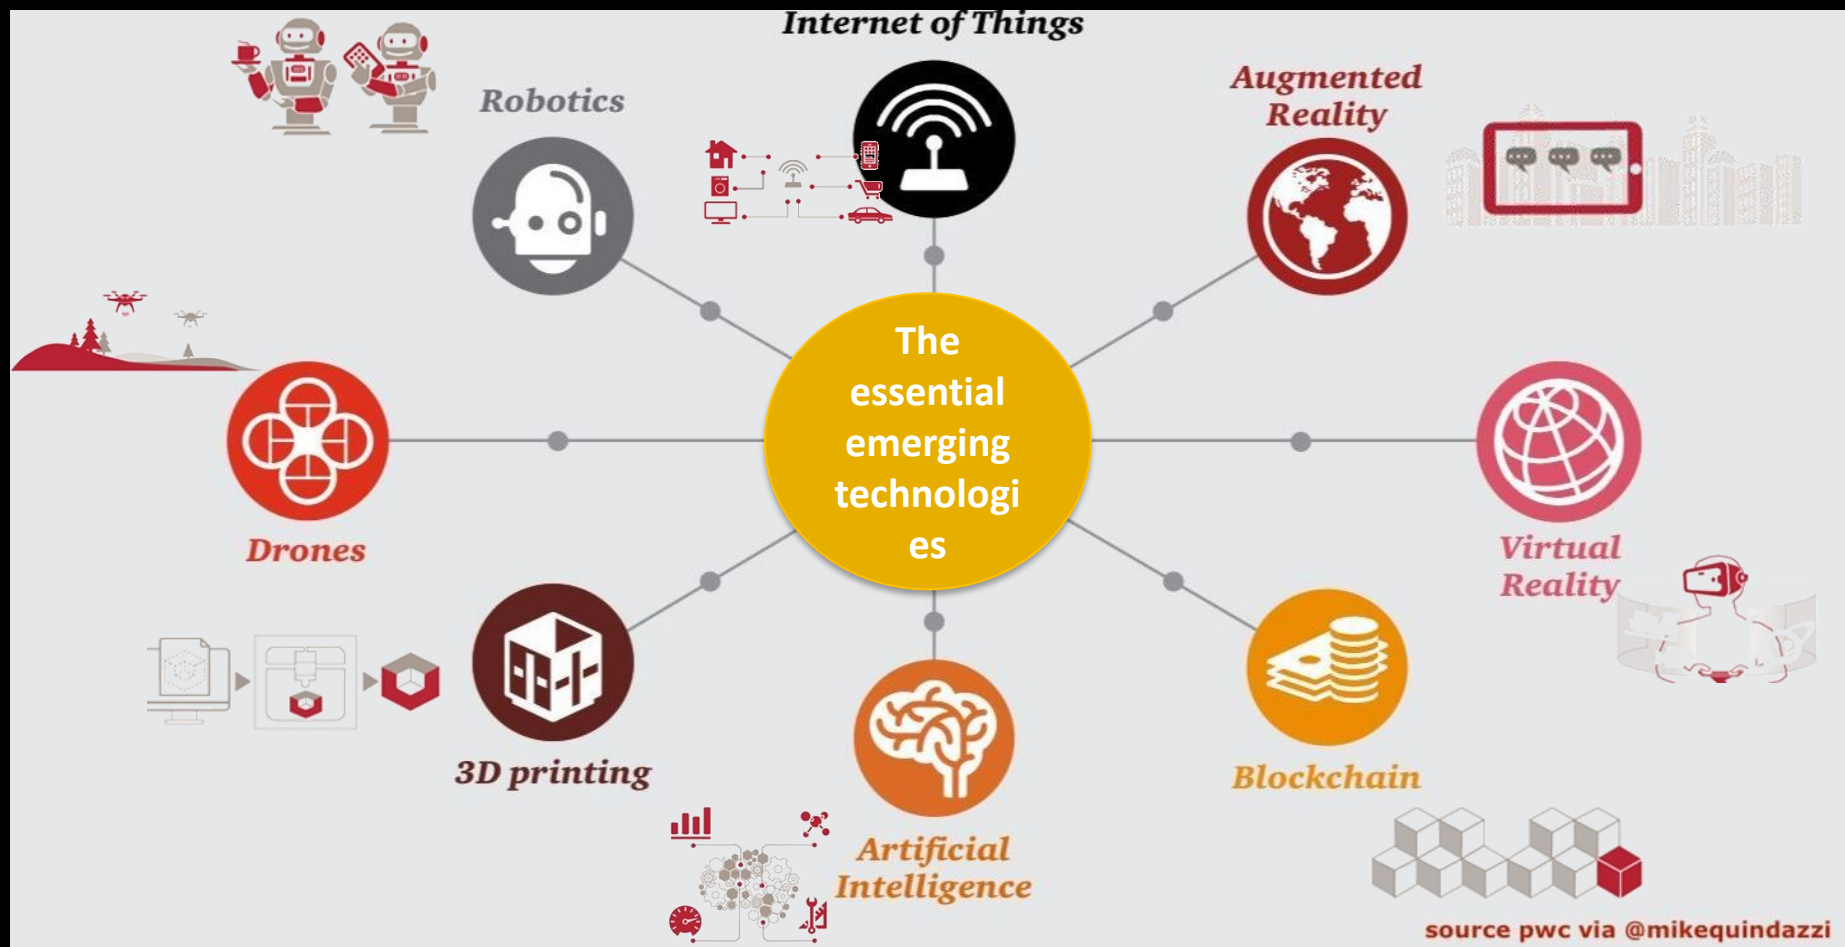 Internet of Things
Robotics
Augmented
Reality
The
essential
emerging
technologi
es
Drones
Virtual
Reality
3D printing
Blockchain
Artificial
Intelligence
source pwc via @mikequindazzi